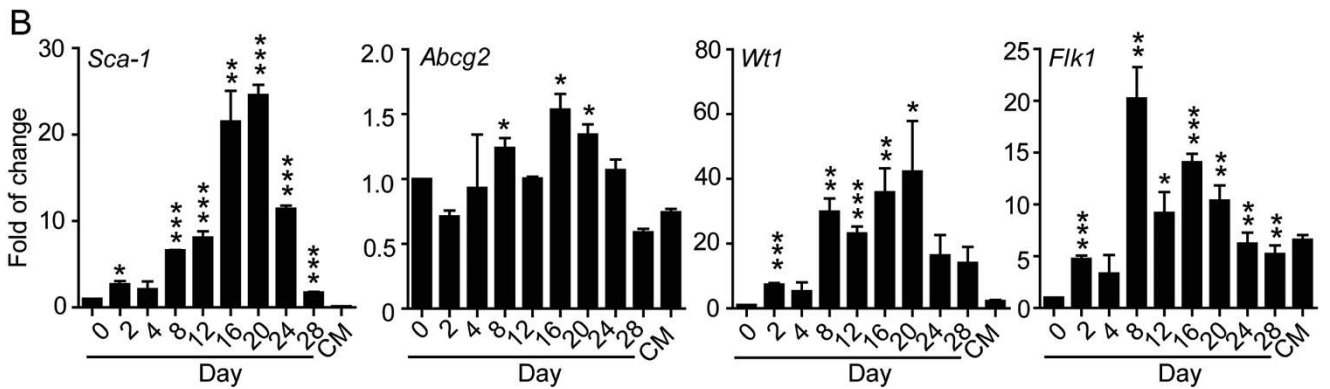 B
Fold of change
Sca-1
30
20
10
0
* *** *** ** *** *** ***
0 2 4 8 12 16 20 24 28 CM
Day
Abcg2
2.0
1.5
1.0
0.5
0
* * *
0 2 4 8 12 16 20 24 28 CM
Day
Wt1
80
60
40
20
0
*** ** *** ** *
0 2 4 8 12 16 20 24 28 CM
Day
Flk1
25
20
15
10
5
0
*** ** * *** ** ** **
0 2 4 8 12 16 20 24 28 CM
Day